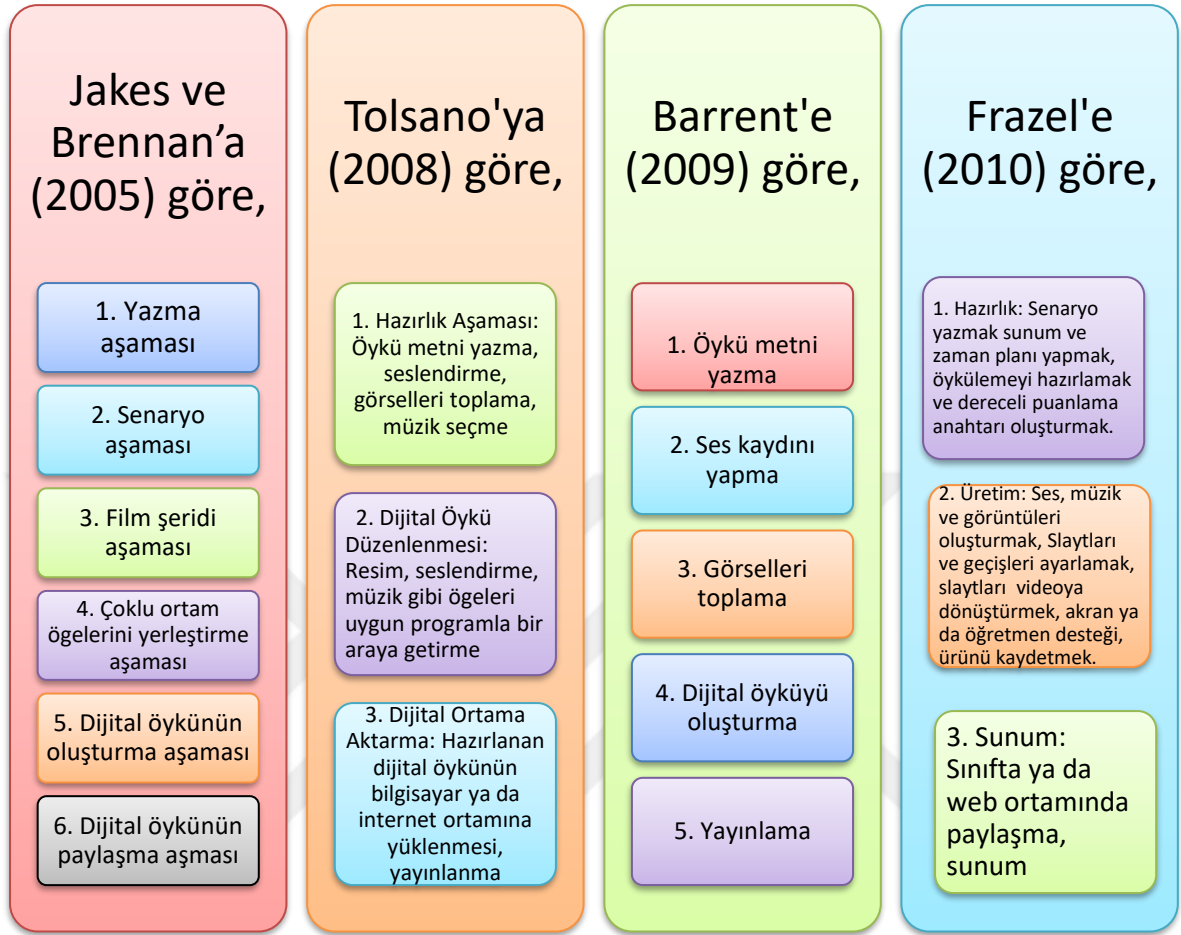 Jakes ve
Brennan’a
(2005) göre,
1. Yazma
aşaması
2. Senaryo
aşaması
3. Film şeridi
aşaması
4. Çoklu ortam
ögelerini yerleştirme
aşaması
5. Dijital öykünün
oluşturma aşaması
6. Dijital öykünün
paylaşma aşması
Tolsano'ya
(2008) göre,
1. Hazırlık Aşaması:
Öykü metni yazma,
seslendirme,
görselleri toplama,
müzik seçme
2. Dijital Öykü
Düzenlenmesi:
Resim, seslendirme,
müzik gibi ögeleri
uygun programla bir
araya getirme
3. Dijital Ortama
Aktarma: Hazırlanan
dijital öykünün
bilgisayar ya da
internet ortamına
yüklenmesi,
yayınlanma
Barrent'e
(2009) göre,
1. Öykü metni
yazma
2. Ses kaydını
yapma
3. Görselleri
toplama
4. Dijital öyküyü
oluşturma
5. Yayınlama
Frazel'e
(2010) göre,
1. Hazırlık: Senaryo
yazmak sunum ve
zaman planı yapmak,
öykülemeyi hazırlamak
ve dereceli puanlama
anahtarı oluşturmak.
2. Üretim: Ses, müzik
ve görüntüleri
oluşturmak, Slaytları
ve geçişleri ayarlamak,
slaytları videoya
dönüştürmek, akran ya
da öğretmen desteği,
ürünü kaydetmek.
3. Sunum:
Sınıfta ya da
web ortamında
paylaşma,
sunum